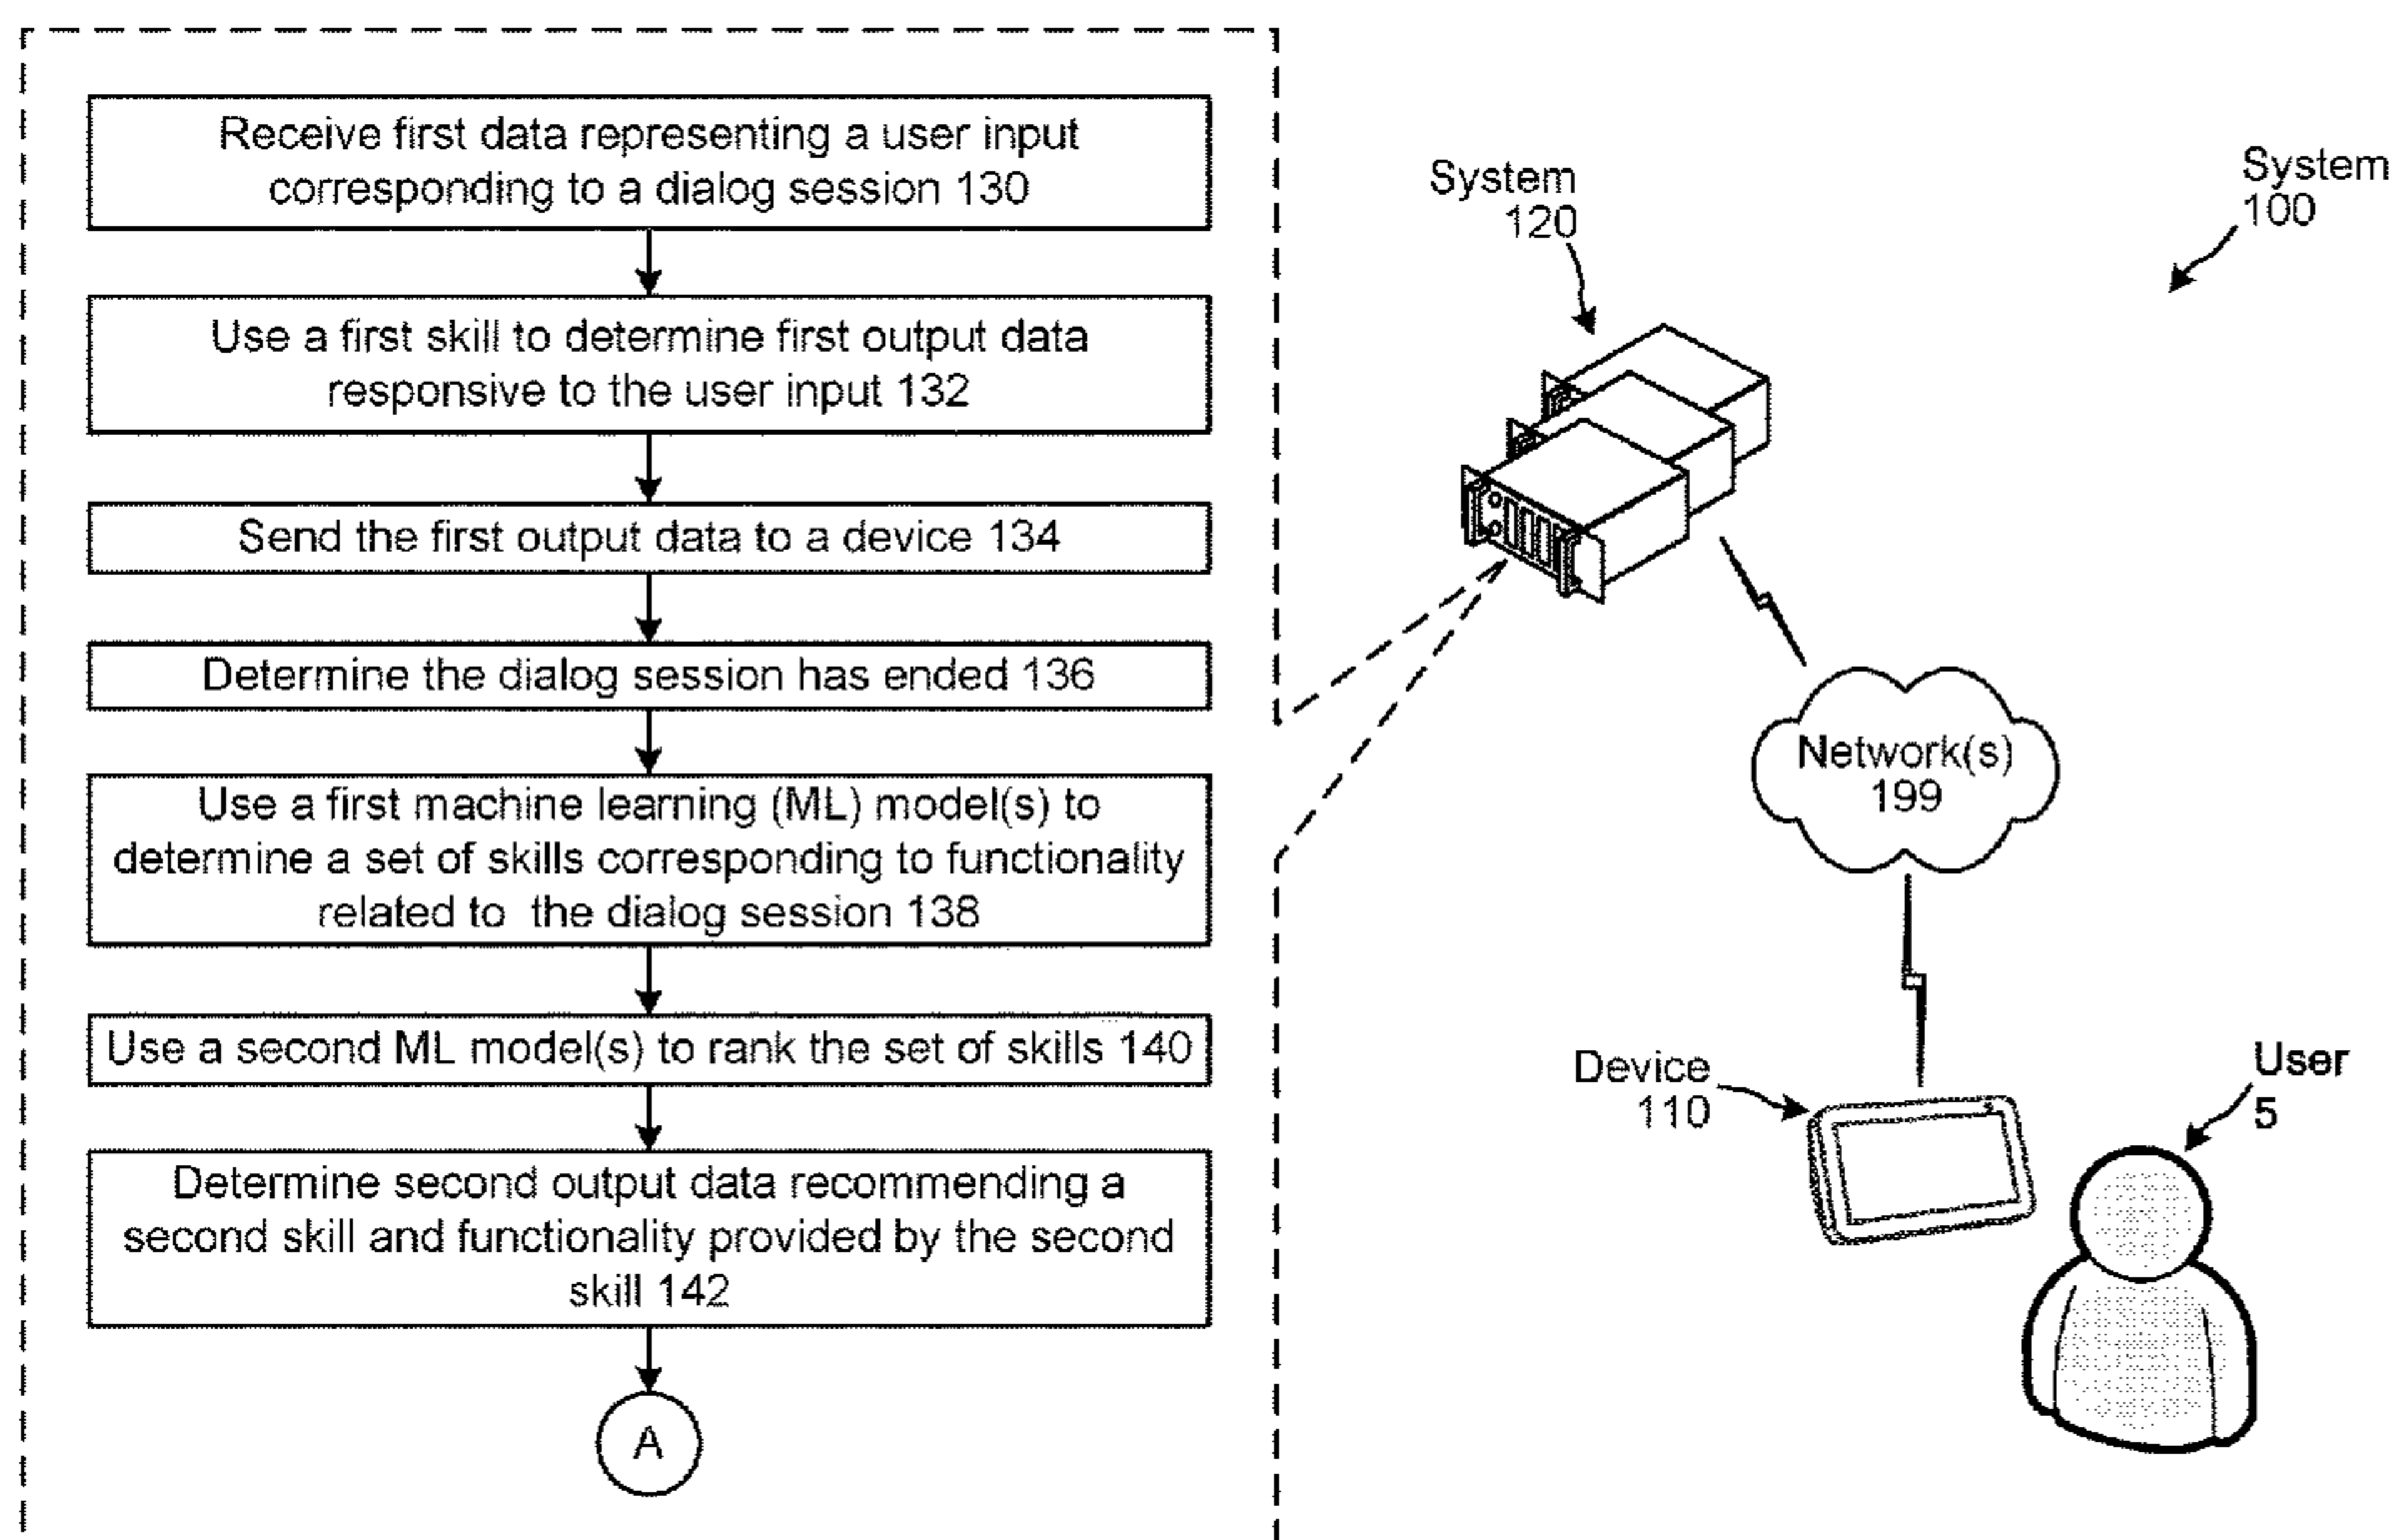 Receive first data representing a user input
corresponding to a dialog session 130
Use a first skill to determine first output data
responsive to the user input 132
Send the first output data to a device 134
Determine the dialog session has ended 136
Use a first machine learning (ML) model(s) to
determine a set of skills corresponding to functionality
related to the dialog session 138
Use a second ML model(s) to rank the set of skills 140
Determine second output data recommending a
second skill and functionality provided by the second
skill 142
A
System
120
System
100
Network(s)
199
Device
110
User
5